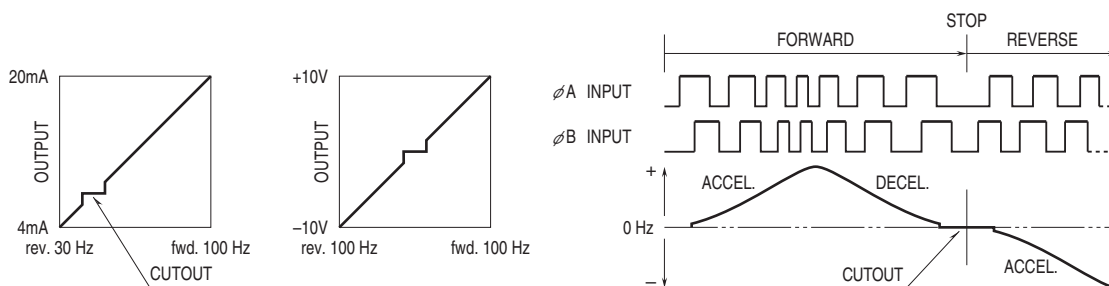 20mA
OUTPUT
4mA
rev. 30 Hz
fwd. 100 Hz
CUTOUT
+10V
OUTPUT
–10V
rev. 100 Hz
fwd. 100 Hz
STOP
FORWARD
REVERSE
øA INPUT
øB INPUT
+
ACCEL.
DECEL.
0 Hz
CUTOUT
ACCEL.
–